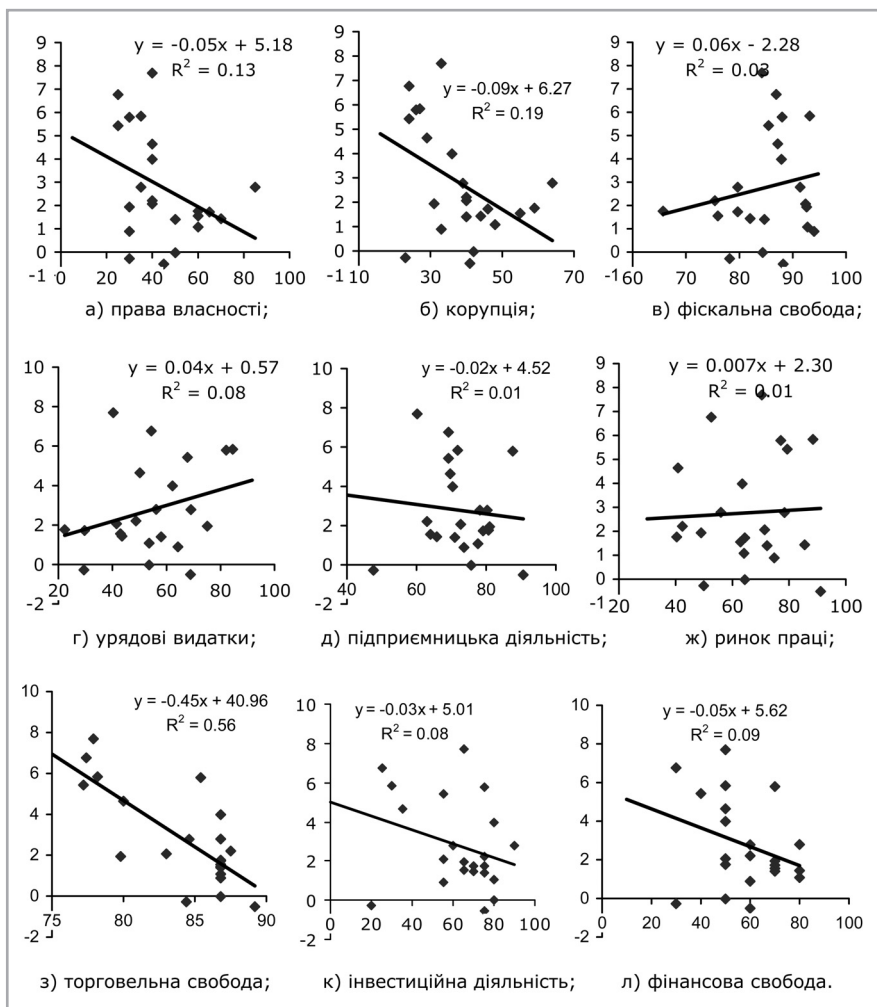 y = -0.05x + 5.18
R² = 0.13
9
8
7
6
5
4
3
2
1
0
-1
0 20 40 60 80 100
а) права власності;
y = -0.09x + 6.27
R² = 0.19
9
8
7
6
5
4
3
2
1
0
-1
10 30 50 70
б) корупція;
y = 0.06x - 2.28
R² = 0.03
9
8
7
6
5
4
3
2
1
0
-1
60 70 80 90 100
в) фіскальна свобода;
y = 0.04x + 0.57
R² = 0.08
10
8
6
4
2
0
-2
20 40 60 80 100
г) урядові видатки;
y = -0.02x + 4.52
R² = 0.01
10
8
6
4
2
0
-2
40 60 80 100
д) підприємницька діяльність;
y = 0.007x + 2.30
R² = 0.01
9
8
7
6
5
4
3
2
1
0
-1
20 40 60 80 100
ж) ринок праці;
y = -0.45x + 40.96
R² = 0.56
10
8
6
4
2
0
-2
75 80 85 90
з) торговельна свобода;
y = -0.03x + 5.01
R² = 0.08
10
8
6
4
2
0
-2
0 20 40 60 80 100
к) інвестиційна діяльність;
y = -0.05x + 5.62
R² = 0.09
10
8
6
4
2
0
-2
0 20 40 60 80 100
л) фінансова свобода.